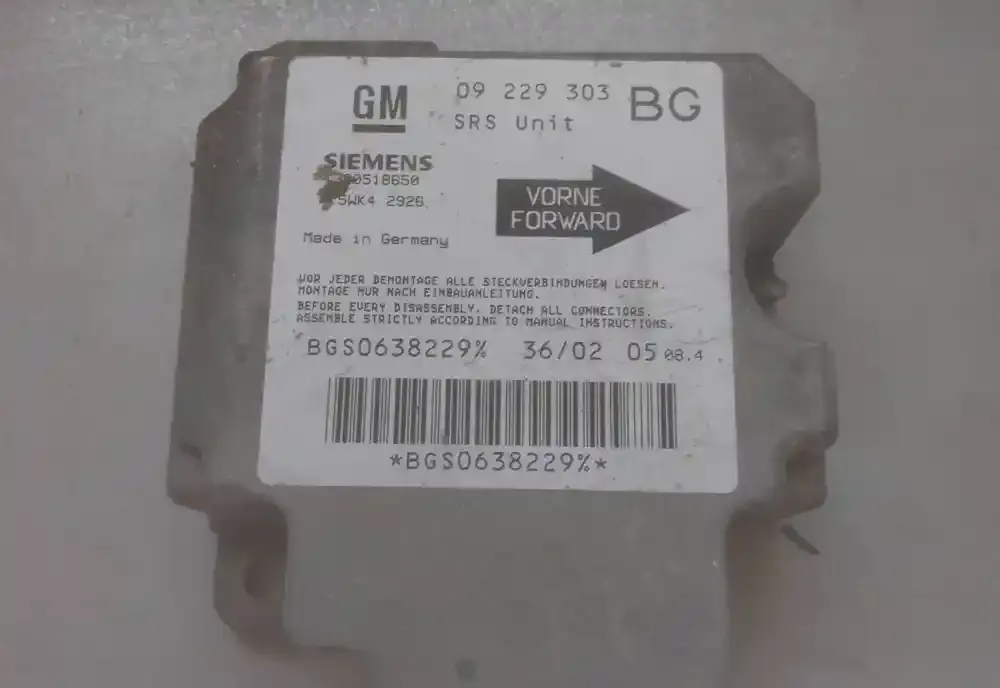 GM
09 229 303
BG
SRS Unit
SIEMENS
0518650
5WK4 2926
VORNE
FORWARD
Made in Germany
VOR JEDER DEMONTAGE ALLE STECKVERBINDUNGEN LOESEN.
MONTAGE NUR NACH EINBAUANLEITUNG.
BEFORE EVERY DISASSEMBLY, DETACH ALL CONNECTORS.
ASSEMBLE STRICTLY ACCORDING TO MANUAL INSTRUCTIONS.
BGS0638229% 36/02 05 08.4
*BGS0638229%*